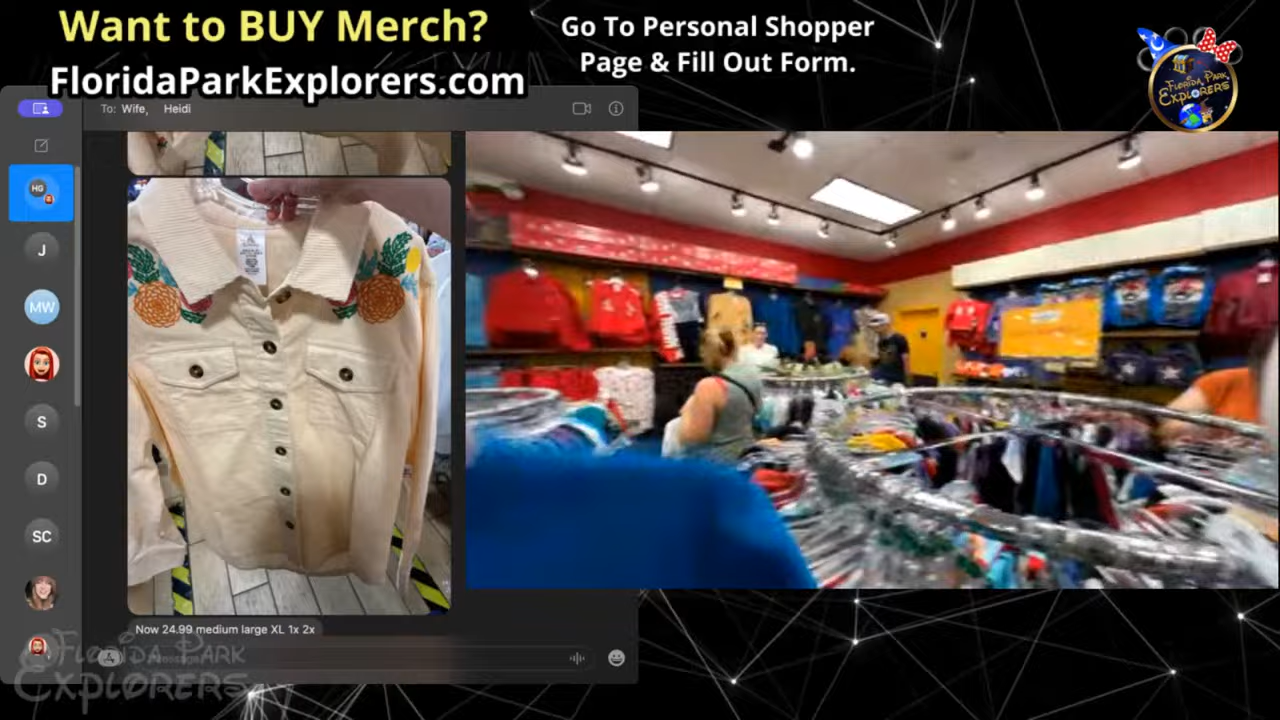 Want to BUY Merch?
FloridaParkExplorers.com
Go To Personal Shopper
Page & Fill Out Form.
FLORIDA PARK
EXPLORERS
To: Wife, Heidi
HG
J
MW
S
D
SC
Now 24.99 medium large XL 1x 2x
FLORIDA PARK
EXPLORERS